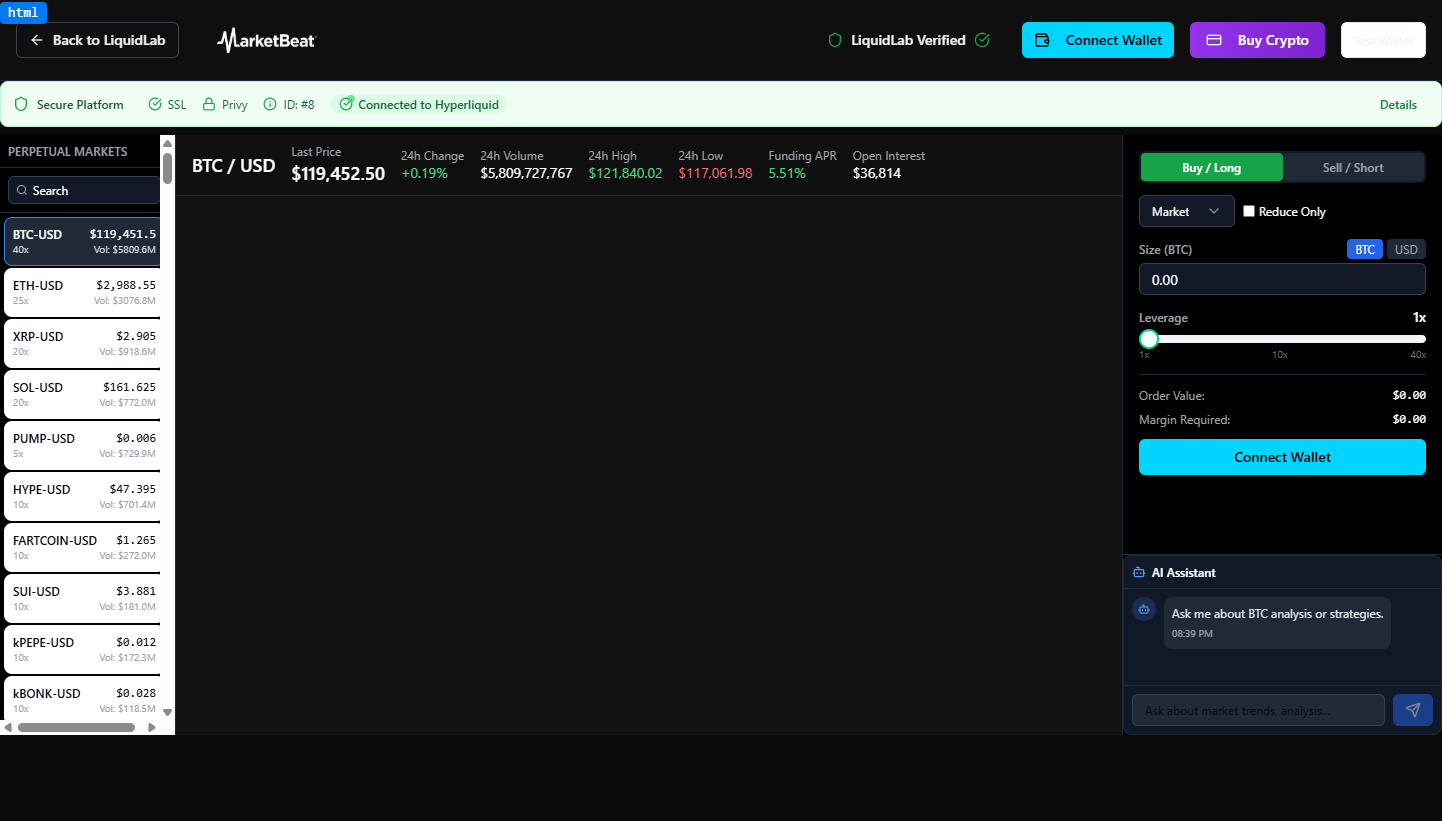 html
Back to LiquidLab
MarketBeat
LiquidLab Verified
Connect Wallet
Buy Crypto
Test Wallet
Secure Platform
SSL
Privy
ID: #8
Connected to Hyperliquid
Details
PERPETUAL MARKETS
Search
BTC-USD $119,451.5
40x Vol: $5809.6M
ETH-USD $2,988.55
25x Vol: $3076.8M
XRP-USD $2.905
20x Vol: $918.6M
SOL-USD $161.625
20x Vol: $772.0M
PUMP-USD $0.006
5x Vol: $729.9M
HYPE-USD $47.395
10x Vol: $701.4M
FARTCOIN-USD $1.265
10x Vol: $272.0M
SUI-USD $3.881
10x Vol: $181.0M
kPEPE-USD $0.012
10x Vol: $172.3M
kBONK-USD $0.028
10x Vol: $118.5M
BTC / USD
Last Price
$119,452.50
24h Change
+0.19%
24h Volume
$5,809,727,767
24h High
$121,840.02
24h Low
$117,061.98
Funding APR
5.51%
Open Interest
$36,814
Buy / Long
Sell / Short
Market
Reduce Only
Size (BTC)
BTC
USD
0.00
Leverage 1x
1x 10x 40x
Order Value: $0.00
Margin Required: $0.00
Connect Wallet
AI Assistant
Ask me about BTC analysis or strategies.
08:39 PM
Ask about market trends, analysis...